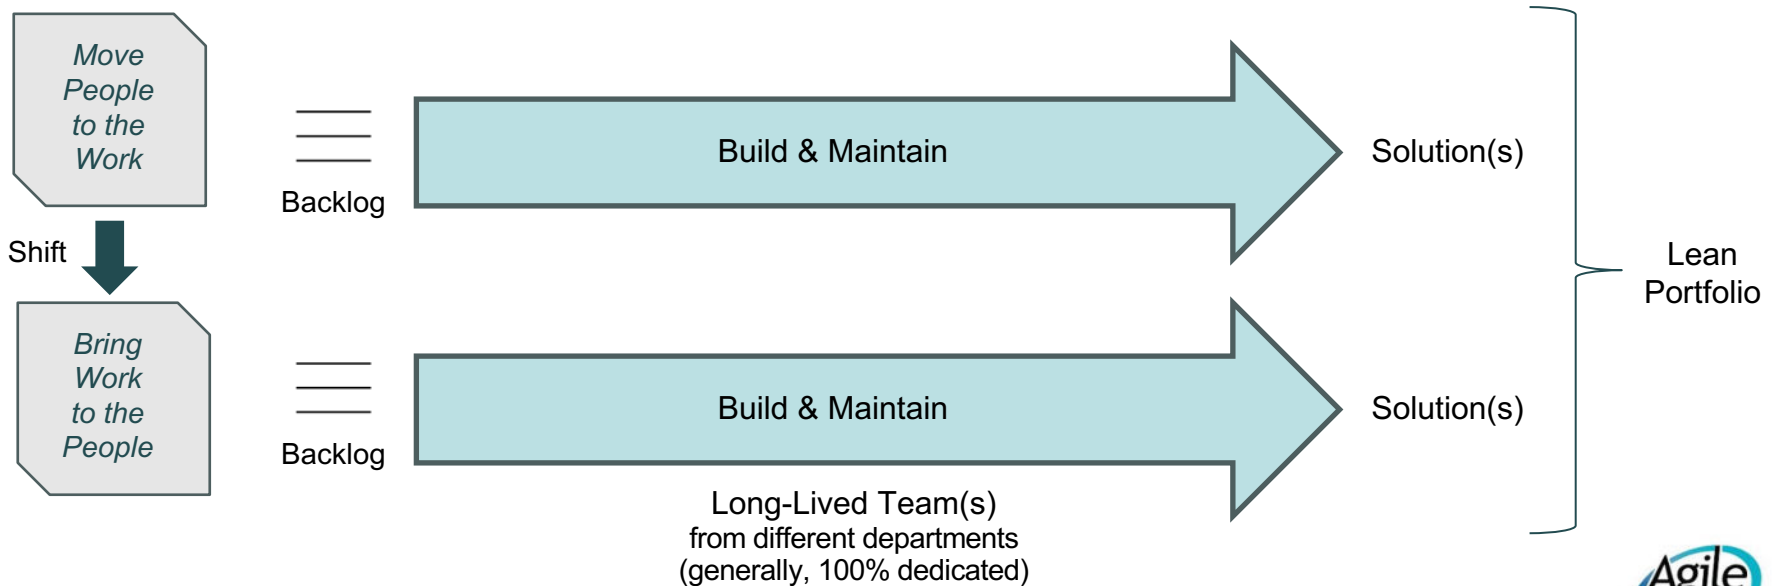 Move
People
to the
Work
Shift
Bring
Work
to the
People
Backlog
Build & Maintain
Solution(s)
Backlog
Build & Maintain
Solution(s)
Long-Lived Team(s)
from different departments
(generally, 100% dedicated)
Lean
Portfolio
Agile